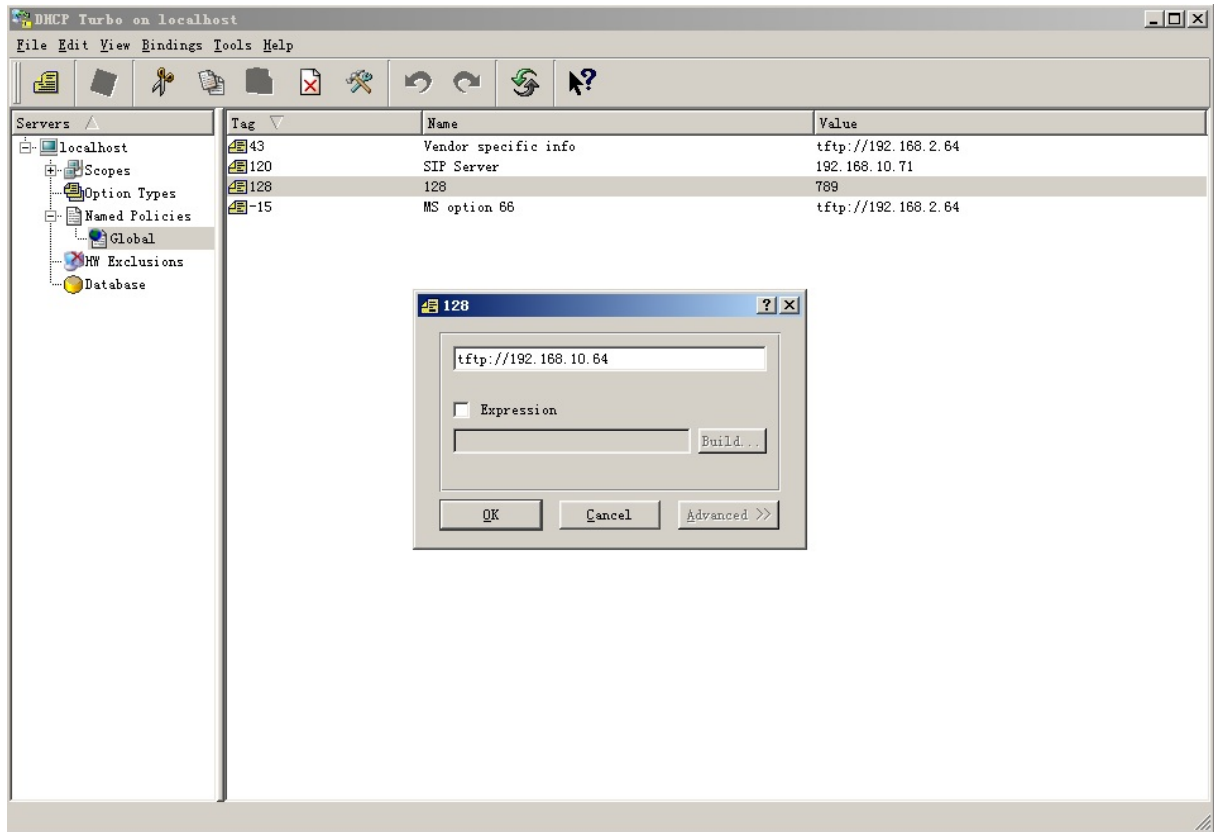 DHCP Turbo on localhost
File Edit View Bindings Tools Help
Servers
Tag Name Value
localhost
Scopes
Option Types
Named Policies
Global
HW Exclusions
Database
43 Vendor specific info tftp://192.168.2.64
120 SIP Server 192.168.10.71
128 128 789
-15 MS option 66 tftp://192.168.2.64
128
tftp://192.168.10.64
Expression
Build...
OK Cancel Advanced >>